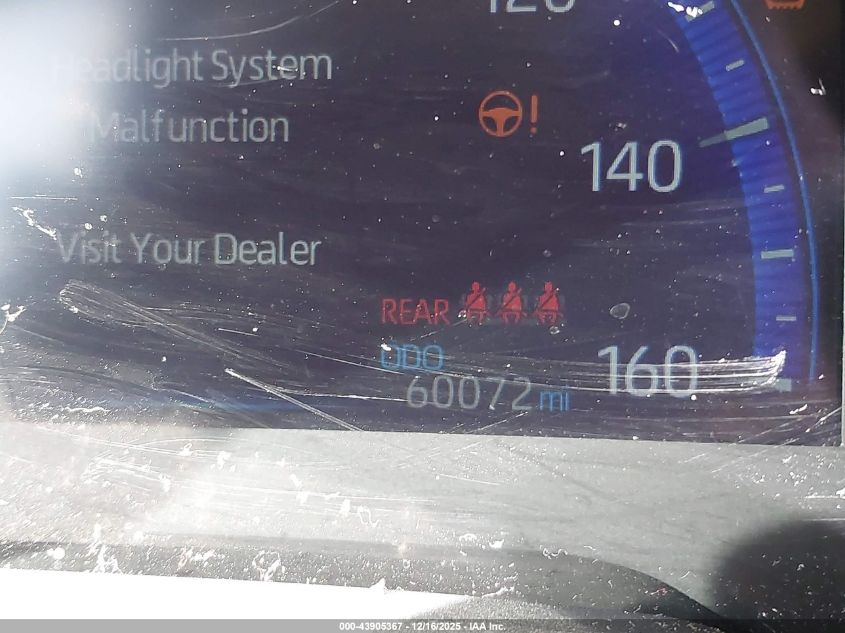 120
Headlight System
Malfunction
!
140
Visit Your Dealer
REAR
ODO
160
60072 mi
000-43905367 - 12/16/2025 - IAA Inc.